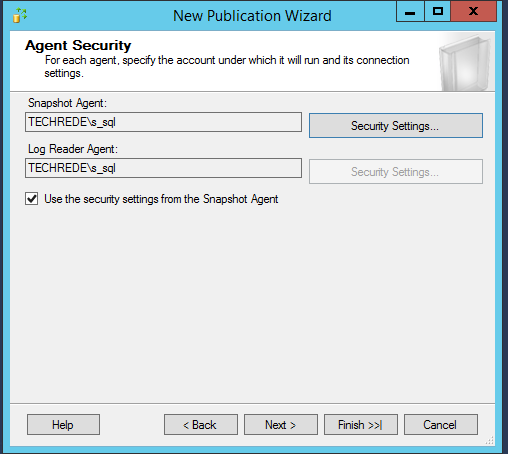 New Publication Wizard
Agent Security
For each agent, specify the account under which it will run and its connection
settings.
Snapshot Agent:
TECHREDE\s_sql
Security Settings...
Log Reader Agent:
TECHREDE\s_sql
Security Settings...
Use the security settings from the Snapshot Agent
Help
< Back
Next >
Finish >>|
Cancel